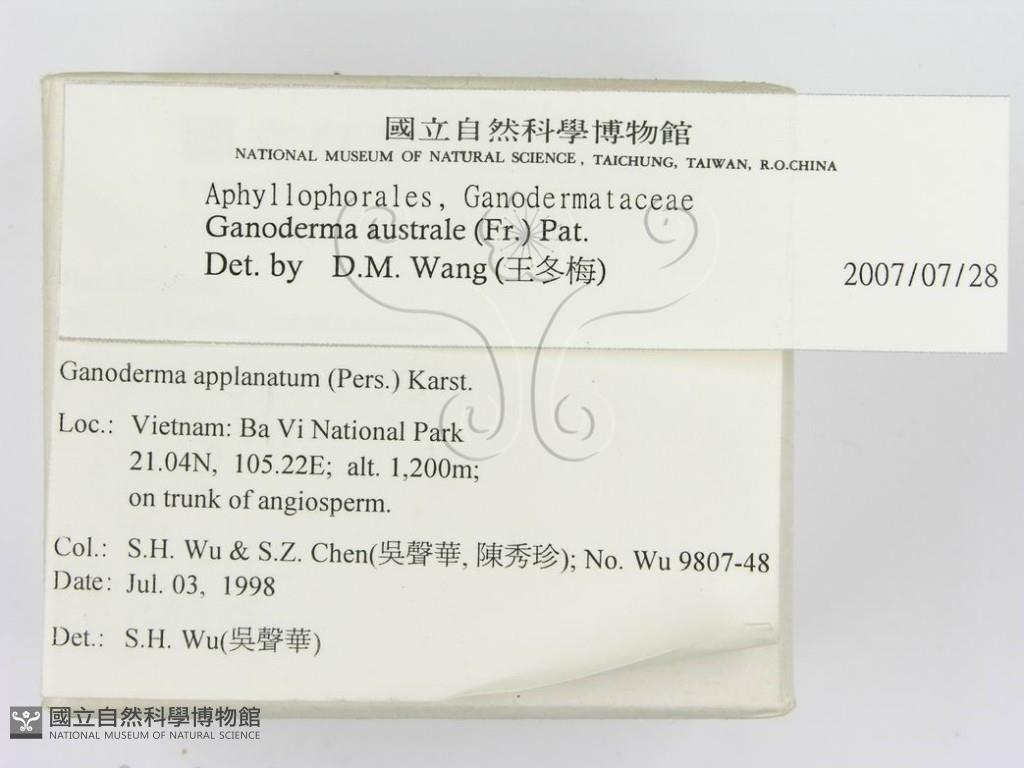 國立自然科學博物館
NATIONAL MUSEUM OF NATURAL SCIENCE, TAICHUNG, TAIWAN, R.O.CHINA
Aphyllophorales, Ganodermataceae
Ganoderma australe (Fr.) Pat.
Det. by D.M. Wang (王冬梅)
2007/07/28
Ganoderma applanatum (Pers.) Karst.
Loc.: Vietnam: Ba Vi National Park
21.04N, 105.22E; alt. 1,200m;
on trunk of angiosperm.
Col.: S.H. Wu & S.Z. Chen(吳聲華, 陳秀珍); No. Wu 9807-48
Date: Jul. 03, 1998
Det.: S.H. Wu(吳聲華)
國立自然科學博物館
NATIONAL MUSEUM OF NATURAL SCIENCE